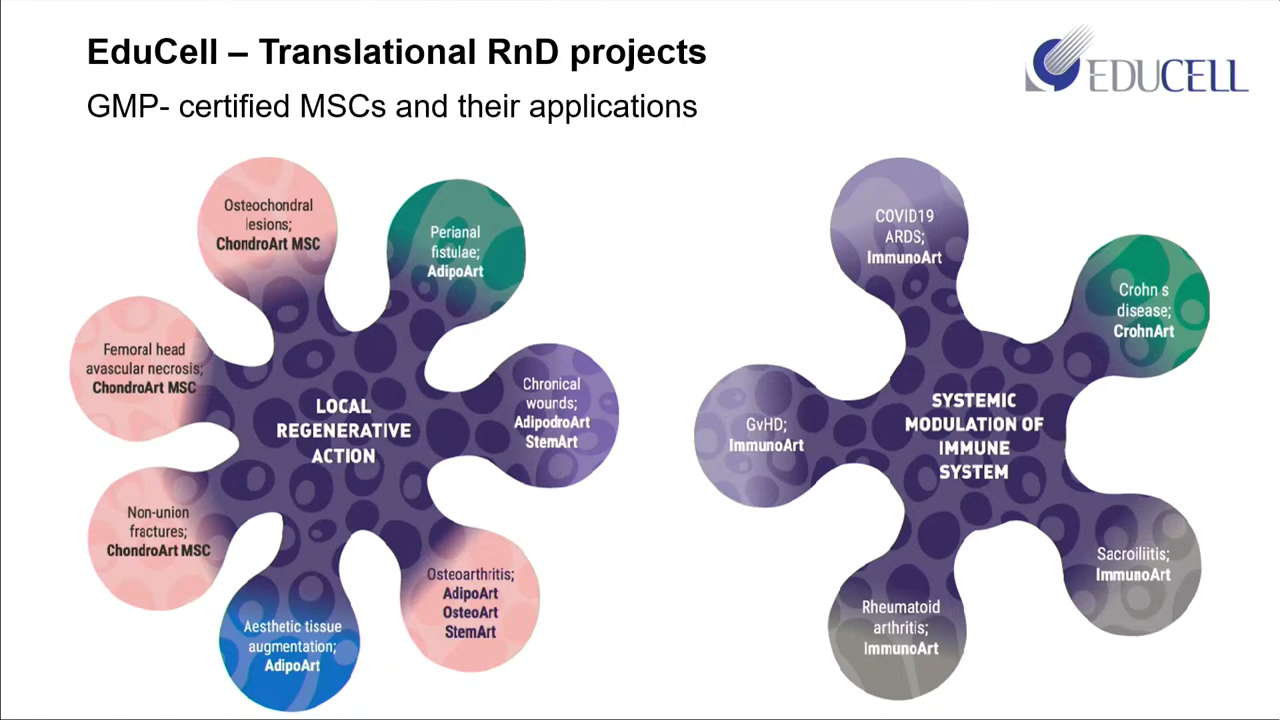 EduCell – Translational RnD projects
GMP- certified MSCs and their applications
EDUCELL
Osteochondral
lesions;
ChondroArt MSC
Perianal
fistulae;
AdipoArt
Femoral head
avascular necrosis;
ChondroArt MSC
Chronical
wounds;
AdipodroArt
StemArt
LOCAL
REGENERATIVE
ACTION
Non-union
fractures;
ChondroArt MSC
Osteoarthritis;
AdipoArt
OsteoArt
StemArt
Aesthetic tissue
augmentation;
AdipoArt
COVID19
ARDS;
ImmunoArt
Crohn s
disease;
CrohnArt
GvHD;
ImmunoArt
SYSTEMIC
MODULATION OF
IMMUNE
SYSTEM
Sacroiliitis;
ImmunoArt
Rheumatoid
arthritis;
ImmunoArt